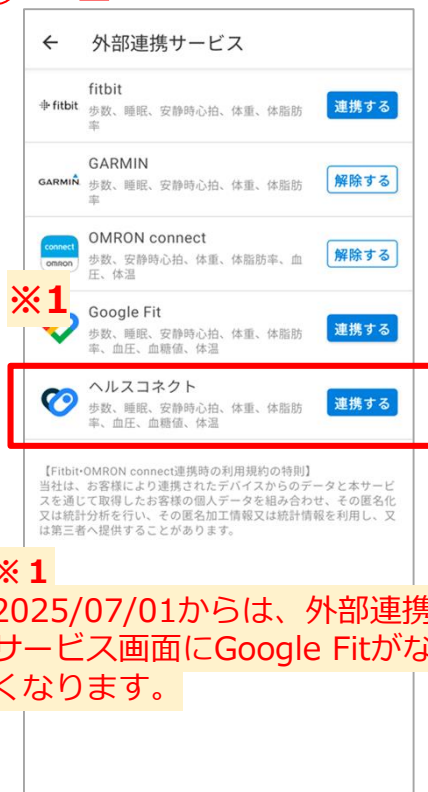 ← 外部連携サービス
fitbit
fitbit
歩数、睡眠、安静時心拍、体重、体脂肪
率
連携する
GARMIN
GARMIN
歩数、睡眠、安静時心拍、体重、体脂肪
率
解除する
connect
omron
OMRON connect
歩数、安静時心拍、体重、体脂肪率、血
圧、体温
解除する
※1
Google Fit
歩数、睡眠、安静時心拍、体重、体脂肪
率、血圧、血糖値、体温
連携する
ヘルスコネクト
歩数、睡眠、安静時心拍、体重、体脂肪
率、血圧、血糖値、体温
連携する
【Fitbit・OMRON connect連携時の利用規約の特則】
当社は、お客様により連携されたデバイスからのデータと本サービ
スを通じて取得したお客様の個人データを組み合わせ、その匿名化
又は統計分析を行い、その匿名加工情報又は統計情報を利用し、又
は第三者へ提供することがあります。
※１
2025/07/01からは、外部連携
サービス画面にGoogle Fitがな
くなります。